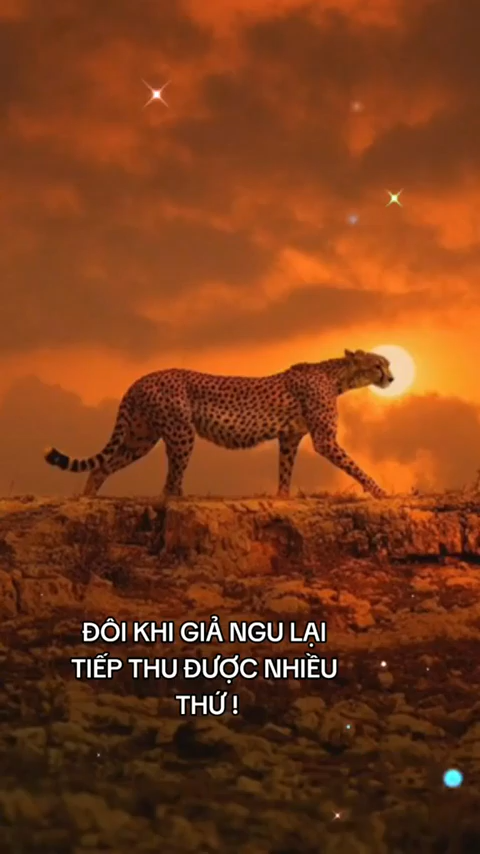 ĐÔI KHI GIẢ NGU LẠI
TIẾP THU ĐƯỢC NHIỀU
THỨ !